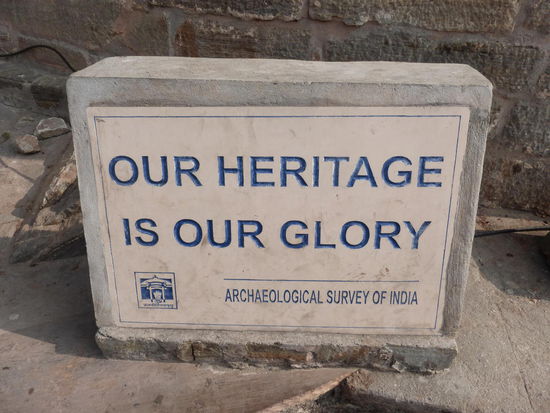 OUR HERITAGE
IS OUR GLORY
ARCHAEOLOGICAL SURVEY OF INDIA